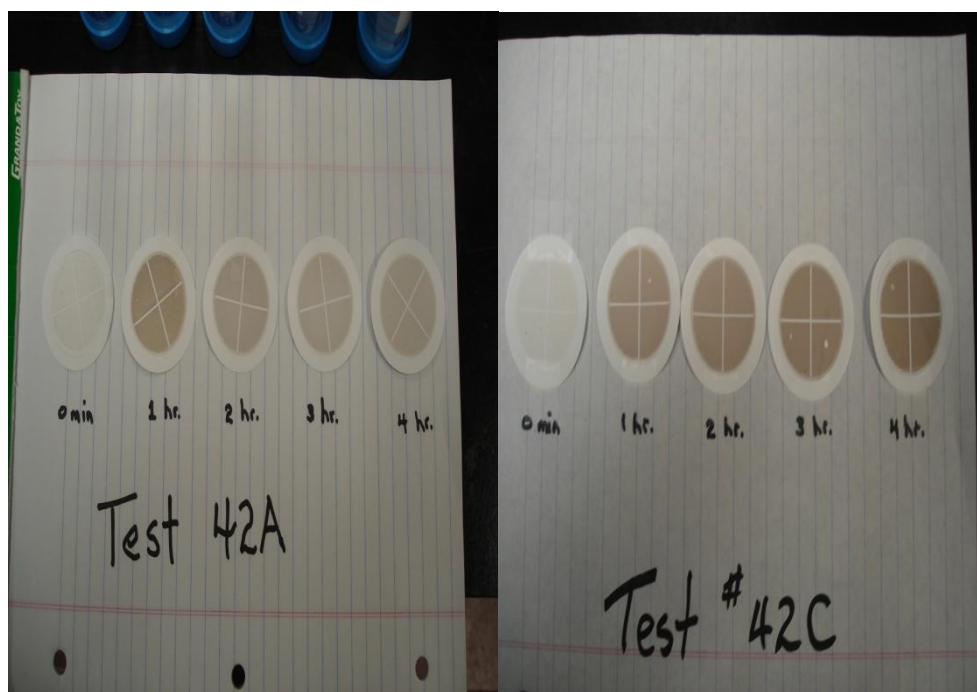 GRANDATOY
0 min 1 hr. 2 hr. 3 hr. 4 hr.
Test 42A
0 min 1 hr. 2 hr. 3 hr. 4 hr.
Test #42C